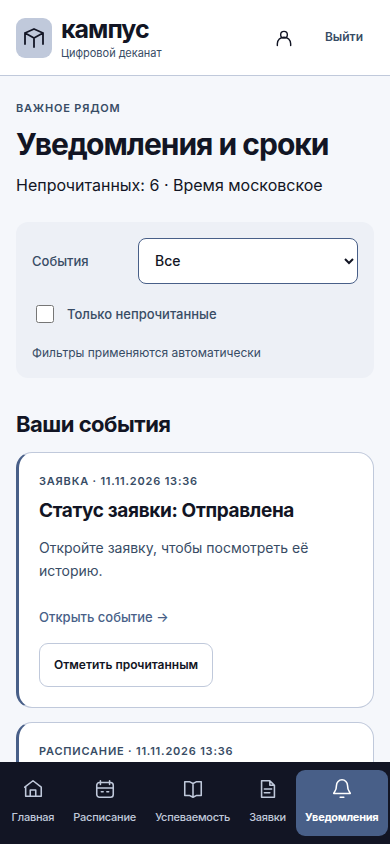 кампус
Цифровой деканат
Выйти
ВАЖНОЕ РЯДОМ
Уведомления и сроки
Непрочитанных: 6 · Время московское
События
Все
Только непрочитанные
Фильтры применяются автоматически
Ваши события
ЗАЯВКА · 11.11.2026 13:36
Статус заявки: Отправлена
Откройте заявку, чтобы посмотреть её
историю.
Открыть событие →
Отметить прочитанным
РАСПИСАНИЕ · 11.11.2026 13:36
Главная
Расписание
Успеваемость
Заявки
Уведомления